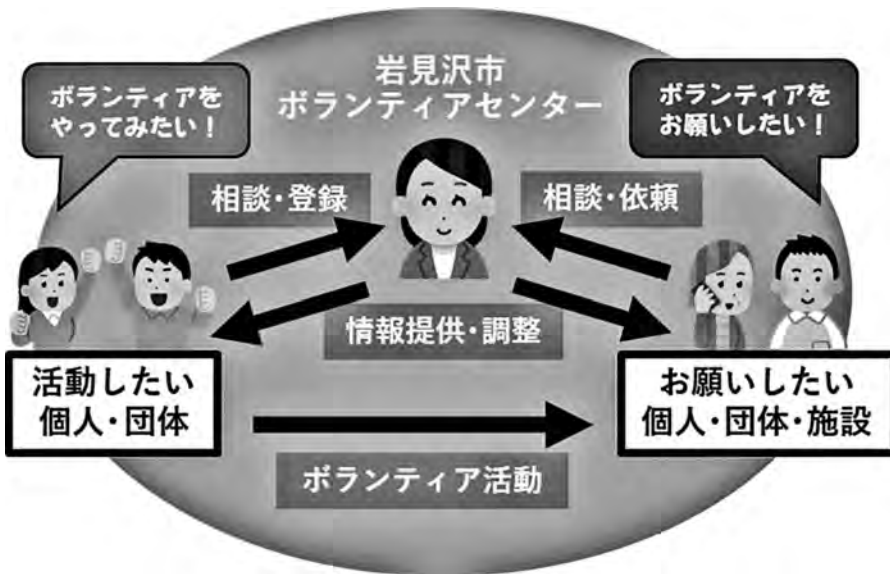 岩見沢市
ボランティアセンター
ボランティアを
やってみたい！
ボランティアを
お願いしたい！
相談・登録
相談・依頼
情報提供・調整
活動したい
個人・団体
お願いしたい
個人・団体・施設
ボランティア活動